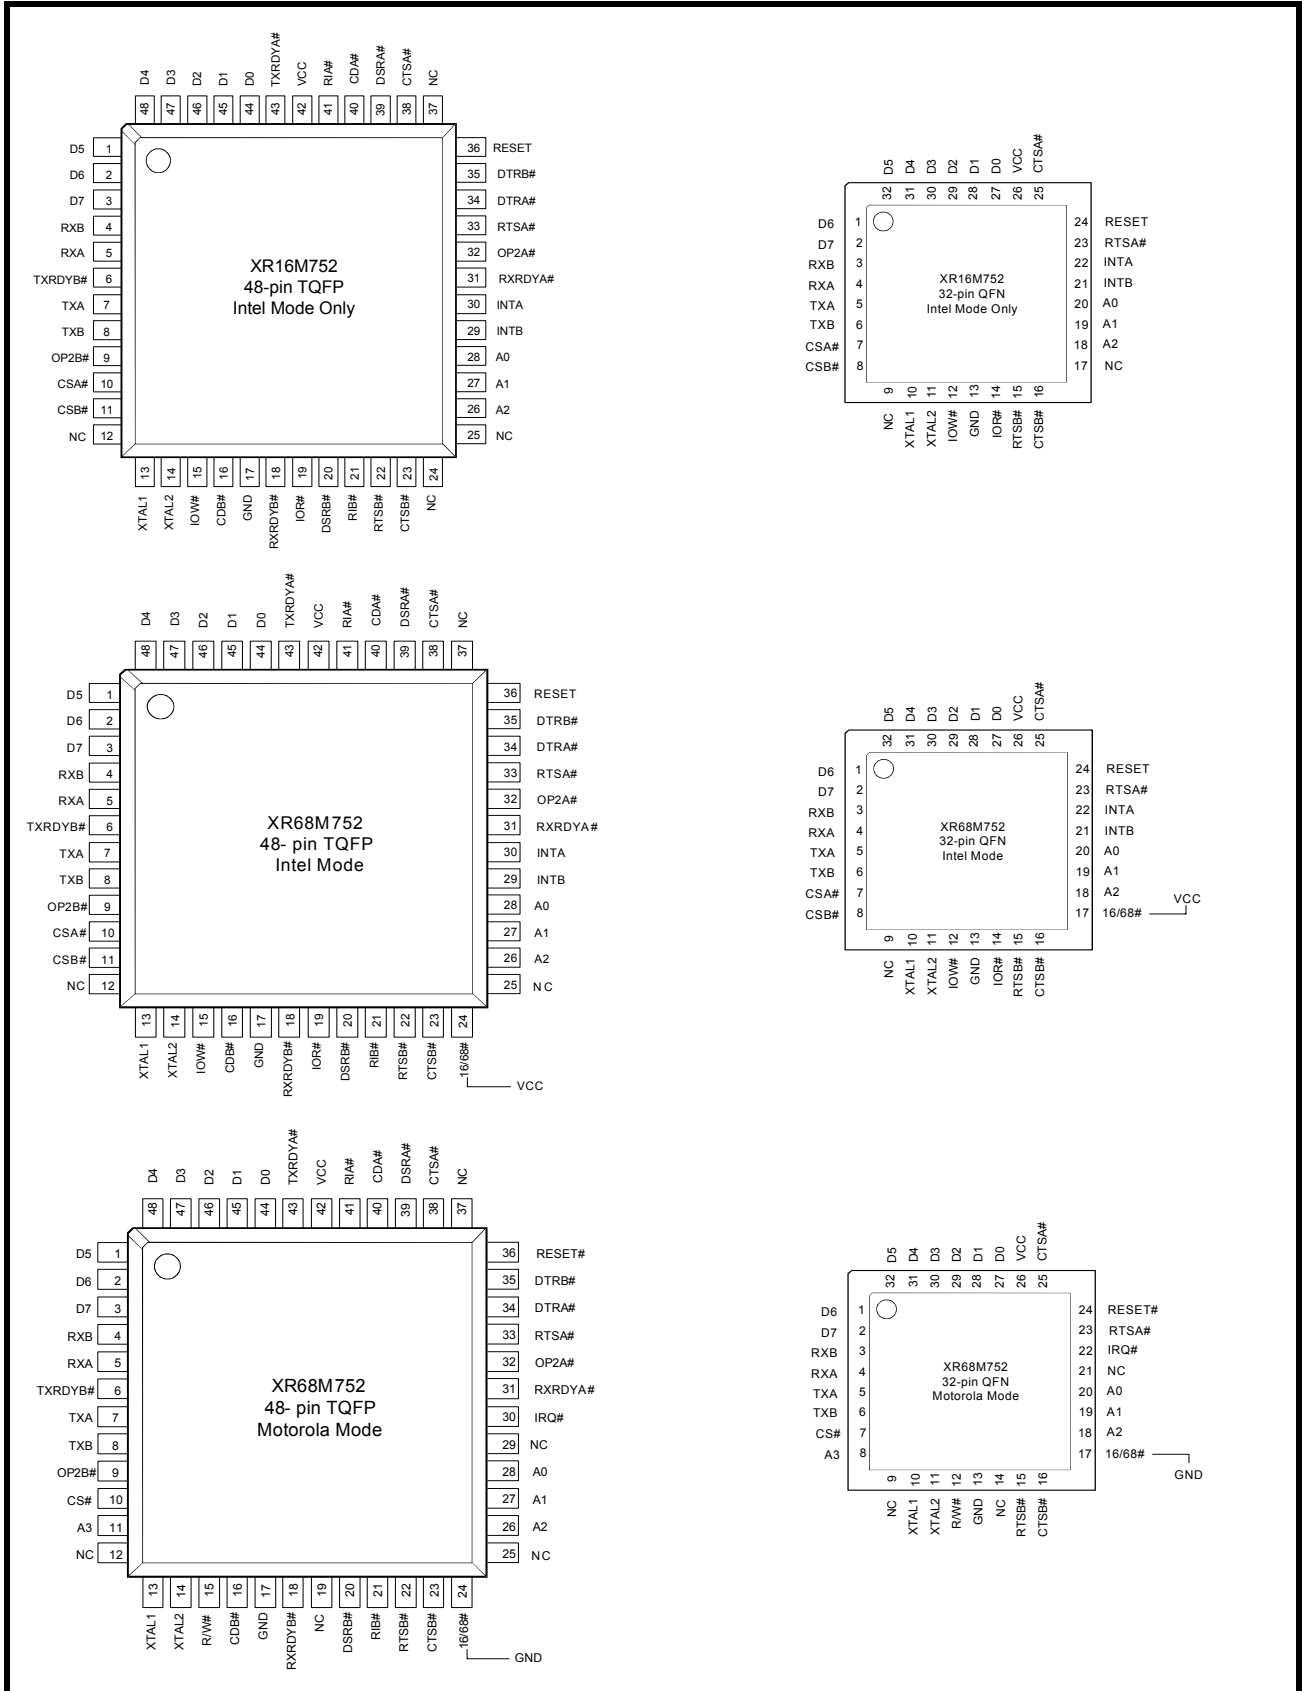 D4 D3 D2 D1 D0 TXRDYA# VCC RIA# CDA# DSRA# CTSA# NC
48 47 46 45 44 43 42 41 40 39 38 37
D5 1
D6 2
D7 3
RXB 4
RXA 5
TXRDYB# 6
TXA 7
TXB 8
OP2B# 9
CSA# 10
CSB# 11
NC 12
XR16M752
48-pin TQFP
Intel Mode Only
36 RESET
35 DTRB#
34 DTRA#
33 RTSA#
32 OP2A#
31 RXRDYA#
30 INTA
29 INTB
28 A0
27 A1
26 A2
25 NC
13 14 15 16 17 18 19 20 21 22 23 24
XTAL1 XTAL2 IOW# CDB# GND RXRDYB# IOR# DSRB# RIB# RTSB# CTSB# NC
D5 D4 D3 D2 D1 D0 VCC CTSA#
32 31 30 29 28 27 26 25
D6 1
D7 2
RXB 3
RXA 4
TXA 5
TXB 6
CSA# 7
CSB# 8
XR16M752
32-pin QFN
Intel Mode Only
24 RESET
23 RTSA#
22 INTA
21 INTB
20 A0
19 A1
18 A2
17 NC
9 10 11 12 13 14 15 16
NC XTAL1 XTAL2 IOW# GND IOR# RTSB# CTSB#
D4 D3 D2 D1 D0 TXRDYA# VCC RIA# CDA# DSRA# CTSA# NC
48 47 46 45 44 43 42 41 40 39 38 37
D5 1
D6 2
D7 3
RXB 4
RXA 5
TXRDYB# 6
TXA 7
TXB 8
OP2B# 9
CSA# 10
CSB# 11
NC 12
XR68M752
48- pin TQFP
Intel Mode
36 RESET
35 DTRB#
34 DTRA#
33 RTSA#
32 OP2A#
31 RXRDYA#
30 INTA
29 INTB
28 A0
27 A1
26 A2
25 NC
13 14 15 16 17 18 19 20 21 22 23 24
XTAL1 XTAL2 IOW# CDB# GND RXRDYB# IOR# DSRB# RIB# RTSB# CTSB# 16/68#
VCC
D5 D4 D3 D2 D1 D0 VCC CTSA#
32 31 30 29 28 27 26 25
D6 1
D7 2
RXB 3
RXA 4
TXA 5
TXB 6
CSA# 7
CSB# 8
XR68M752
32-pin QFN
Intel Mode
24 RESET
23 RTSA#
22 INTA
21 INTB
20 A0
19 A1
18 A2
17 16/68# VCC
9 10 11 12 13 14 15 16
NC XTAL1 XTAL2 IOW# GND IOR# RTSB# CTSB#
D4 D3 D2 D1 D0 TXRDYA# VCC RIA# CDA# DSRA# CTSA# NC
48 47 46 45 44 43 42 41 40 39 38 37
D5 1
D6 2
D7 3
RXB 4
RXA 5
TXRDYB# 6
TXA 7
TXB 8
OP2B# 9
CS# 10
A3 11
NC 12
XR68M752
48- pin TQFP
Motorola Mode
36 RESET#
35 DTRB#
34 DTRA#
33 RTSA#
32 OP2A#
31 RXRDYA#
30 IRQ#
29 NC
28 A0
27 A1
26 A2
25 NC
13 14 15 16 17 18 19 20 21 22 23 24
XTAL1 XTAL2 R/W# CDB# GND RXRDYB# NC DSRB# RIB# RTSB# CTSB# 16/68#
GND
D5 D4 D3 D2 D1 D0 VCC CTSA#
32 31 30 29 28 27 26 25
D6 1
D7 2
RXB 3
RXA 4
TXA 5
TXB 6
CS# 7
A3 8
XR68M752
32-pin QFN
Motorola Mode
24 RESET#
23 RTSA#
22 IRQ#
21 NC
20 A0
19 A1
18 A2
17 16/68#
GND
9 10 11 12 13 14 15 16
NC XTAL1 XTAL2 R/W# GND NC RTSB# CTSB#